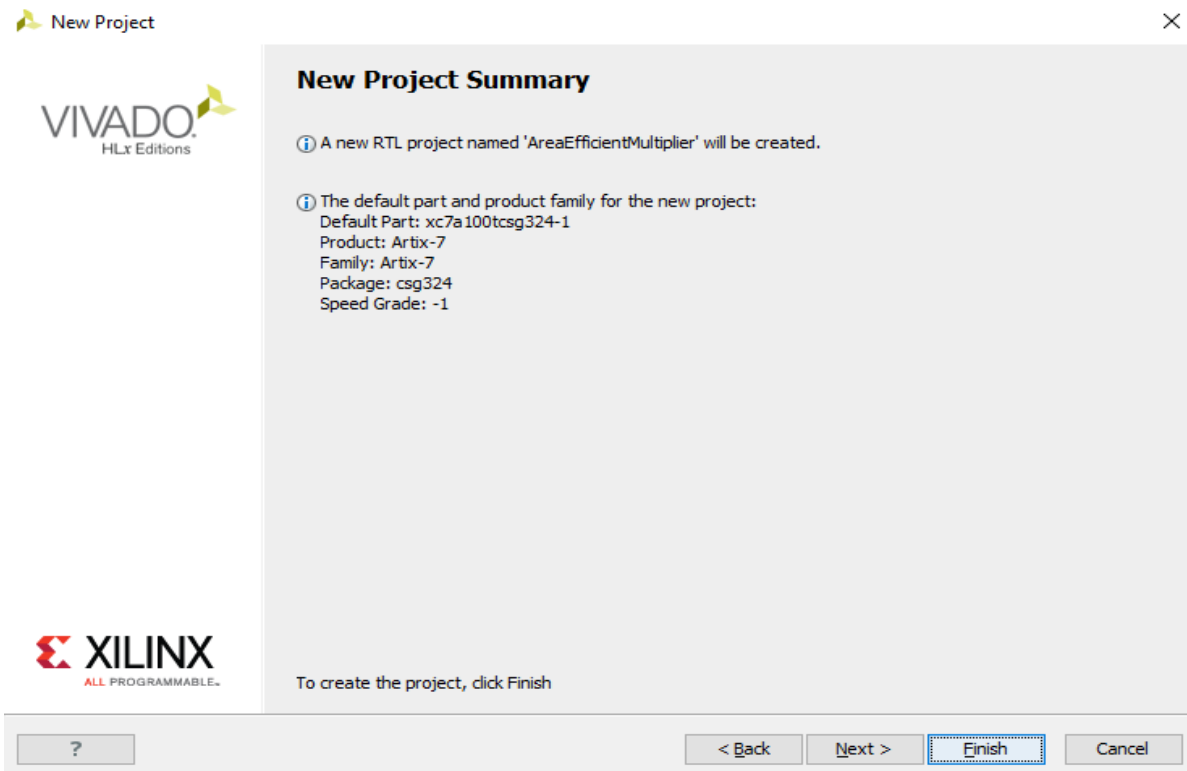 New Project
VIVADO.
HLx Editions
New Project Summary
A new RTL project named 'AreaEfficientMultiplier' will be created.
The default part and product family for the new project:
Default Part: xc7a100tcsg324-1
Product: Artix-7
Family: Artix-7
Package: csg324
Speed Grade: -1
XILINX
ALL PROGRAMMABLE™
To create the project, click Finish
?
< Back
Next >
Finish
Cancel